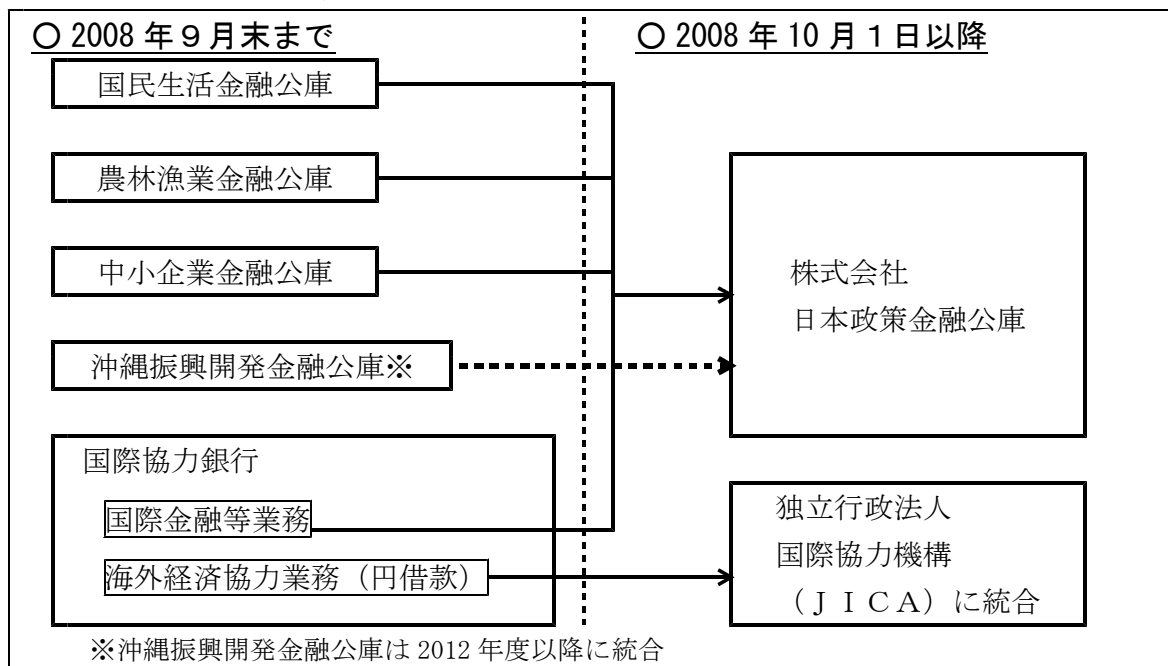 ○ 2008 年９月末まで
国民生活金融公庫
農林漁業金融公庫
中小企業金融公庫
沖縄振興開発金融公庫※
国際協力銀行
国際金融等業務
海外経済協力業務（円借款）
○ 2008 年 10 月１日以降
株式会社
日本政策金融公庫
独立行政法人
国際協力機構
（ＪＩＣＡ）に統合
※沖縄振興開発金融公庫は 2012 年度以降に統合